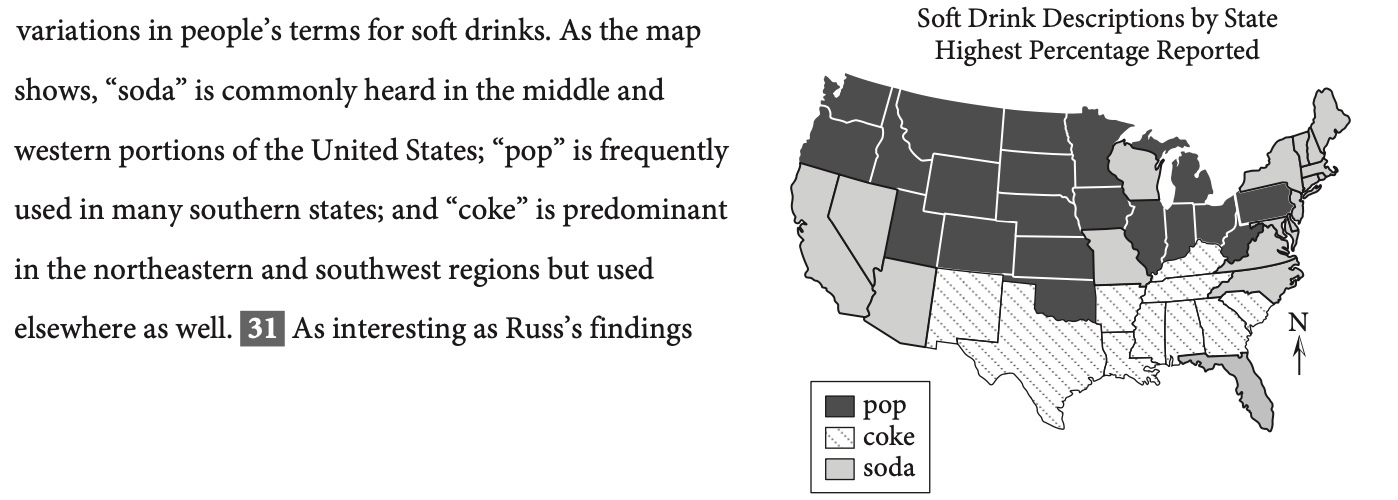 variations in people’s terms for soft drinks. As the map
shows, “soda” is commonly heard in the middle and
western portions of the United States; “pop” is frequently
used in many southern states; and “coke” is predominant
in the northeastern and southwest regions but used
elsewhere as well. 31 As interesting as Russ’s findings
Soft Drink Descriptions by State
Highest Percentage Reported
N
pop
coke
soda